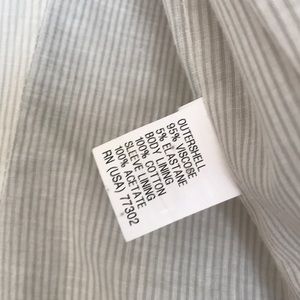 OUTERSHELL
95% VISCOSE
5% ELASTANE
BODY LINING
100% COTTON
SLEEVE LINING
100% ACETATE
RN (USA) 77302